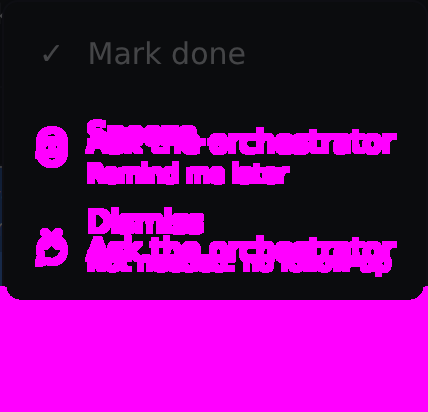 ✓ Mark done
Snooze
Ask the orchestrator
Remind me later
Dismiss
Ask the orchestrator
Not needed: no follow-up